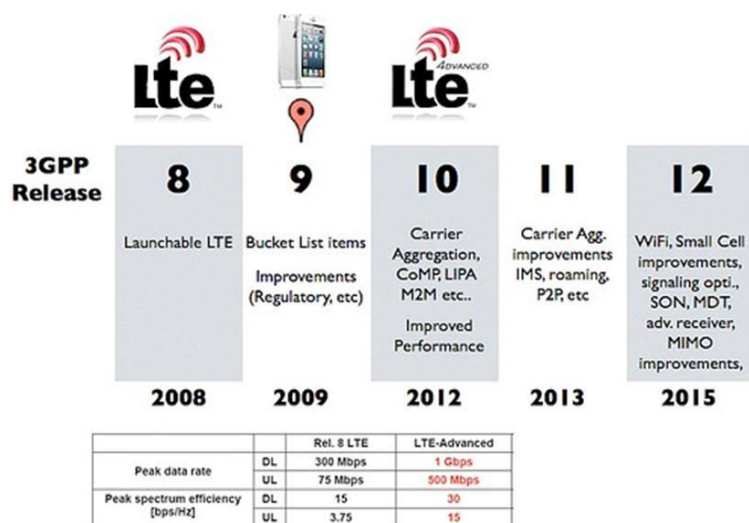 Lte™
Lte™
4DVANCED
3GPP
Release
8
9
10
11
12
Launchable LTE
Bucket List items
Improvements
(Regulatory, etc)
Carrier
Aggregation,
CoMP, LIPA
M2M etc..
Improved
Performance
Carrier Agg.
improvements
IMS, roaming,
P2P, etc
WiFi, Small Cell
improvements,
signaling opti.,
SON, MDT,
adv. receiver,
MIMO
improvements,
2008 2009 2012 2013 2015
Rel. 8 LTE LTE-Advanced
Peak data rate DL 300 Mbps 1 Gbps
UL 75 Mbps 500 Mbps
Peak spectrum efficiency
[bps/Hz] DL 15 30
UL 3.75 15